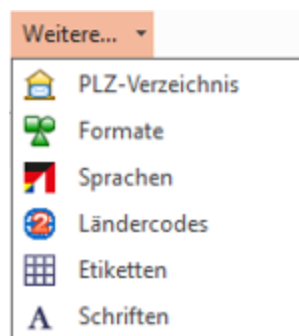 Weitere...
PLZ-Verzeichnis
Formate
Sprachen
Ländercodes
Etiketten
Schriften